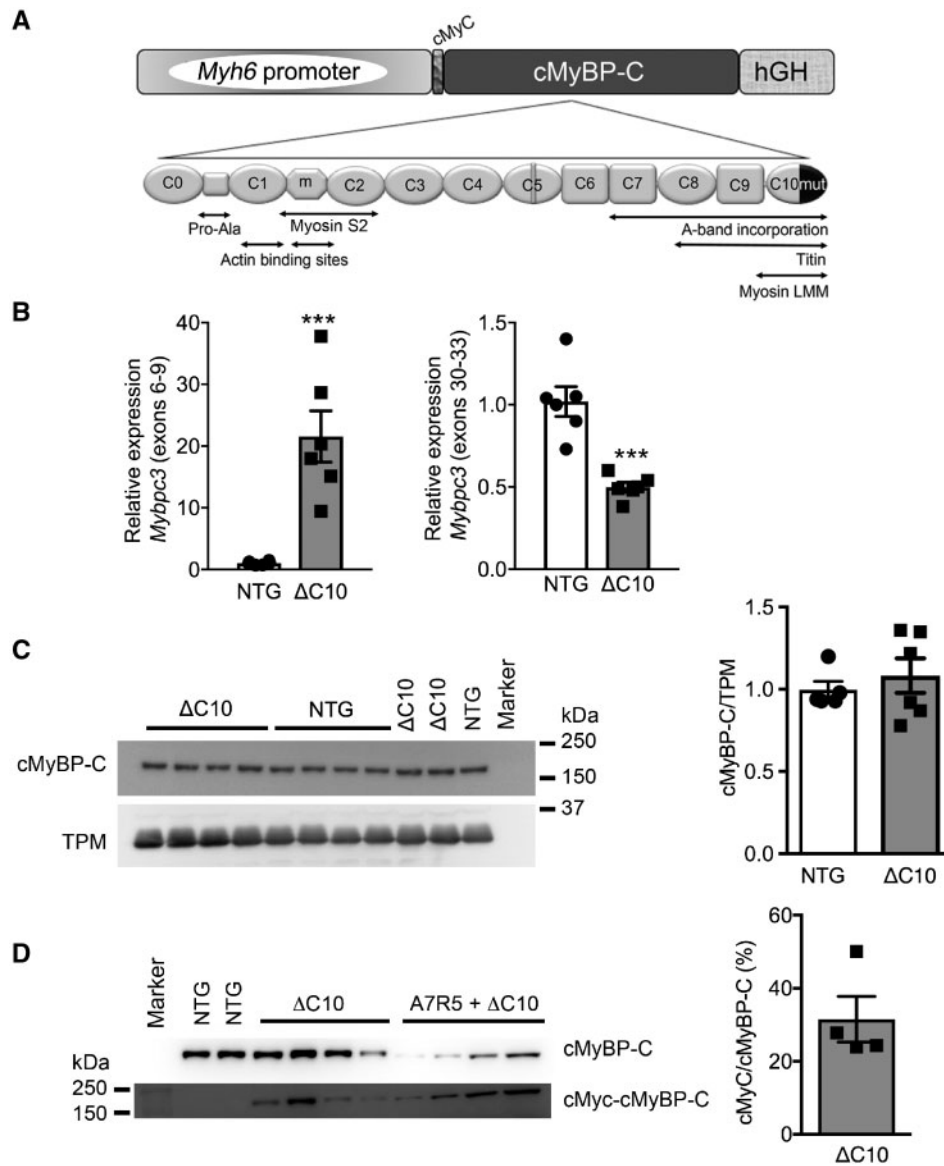 A
cMyC
Myh6 promoter
cMyBP-C
hGH
C0
C1
m
C2
C3
C4
C5
C6
C7
C8
C9
C10
mut
Pro-Ala
Myosin S2
A-band incorporation
Actin binding sites
Titin
Myosin LMM
B
Relative expression
Mybpc3 (exons 6-9)
40
30
20
10
0
***
NTG
ΔC10
Relative expression
Mybpc3 (exons 30-33)
1.5
1.0
0.5
0.0
***
NTG
ΔC10
C
ΔC10
NTG
ΔC10
ΔC10
NTG
Marker
kDa
250
150
37
cMyBP-C
TPM
cMyBP-C/TPM
1.5
1.0
0.5
0.0
NTG
ΔC10
D
Marker
NTG
NTG
ΔC10
A7R5 + ΔC10
kDa
250
150
cMyBP-C
cMyc-cMyBP-C
cMyC/cMyBP-C (%)
60
40
20
0
ΔC10